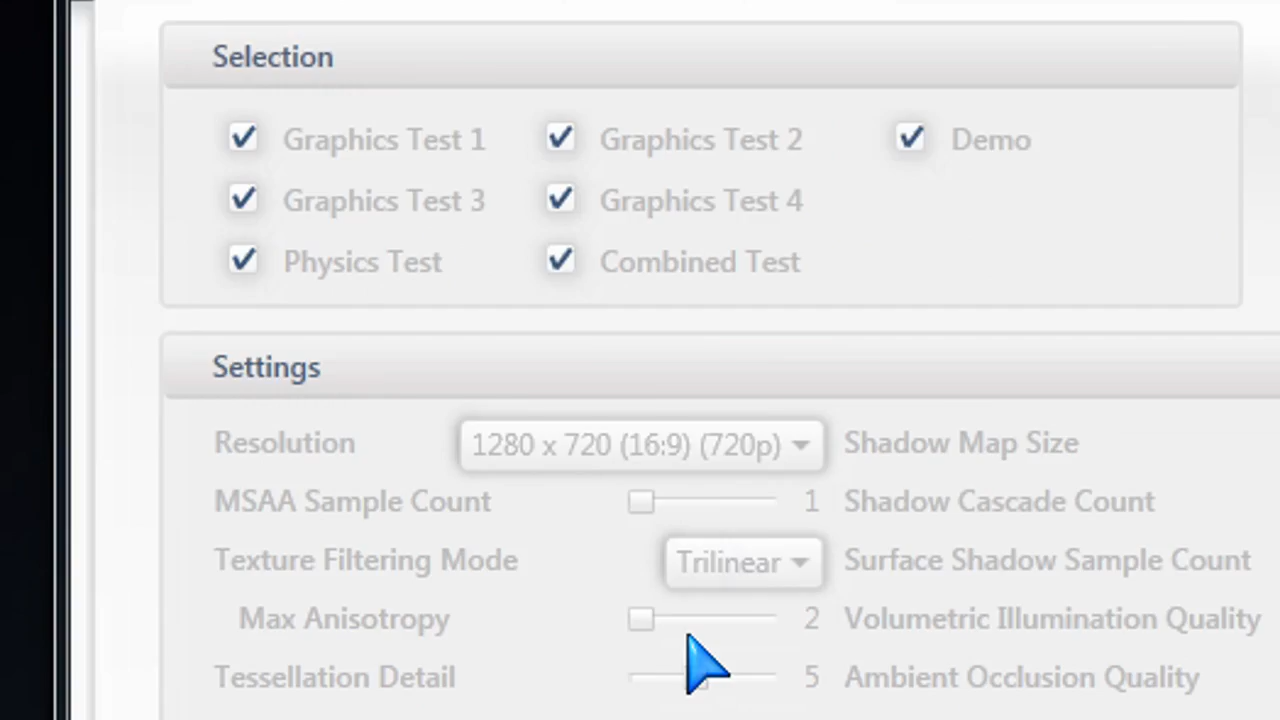 Selection
Graphics Test 1 Graphics Test 2 Demo
Graphics Test 3 Graphics Test 4
Physics Test Combined Test
Settings
Resolution 1280 x 720 (16:9) (720p) Shadow Map Size
MSAA Sample Count 1 Shadow Cascade Count
Texture Filtering Mode Trilinear Surface Shadow Sample Count
Max Anisotropy 2 Volumetric Illumination Quality
Tessellation Detail 5 Ambient Occlusion Quality